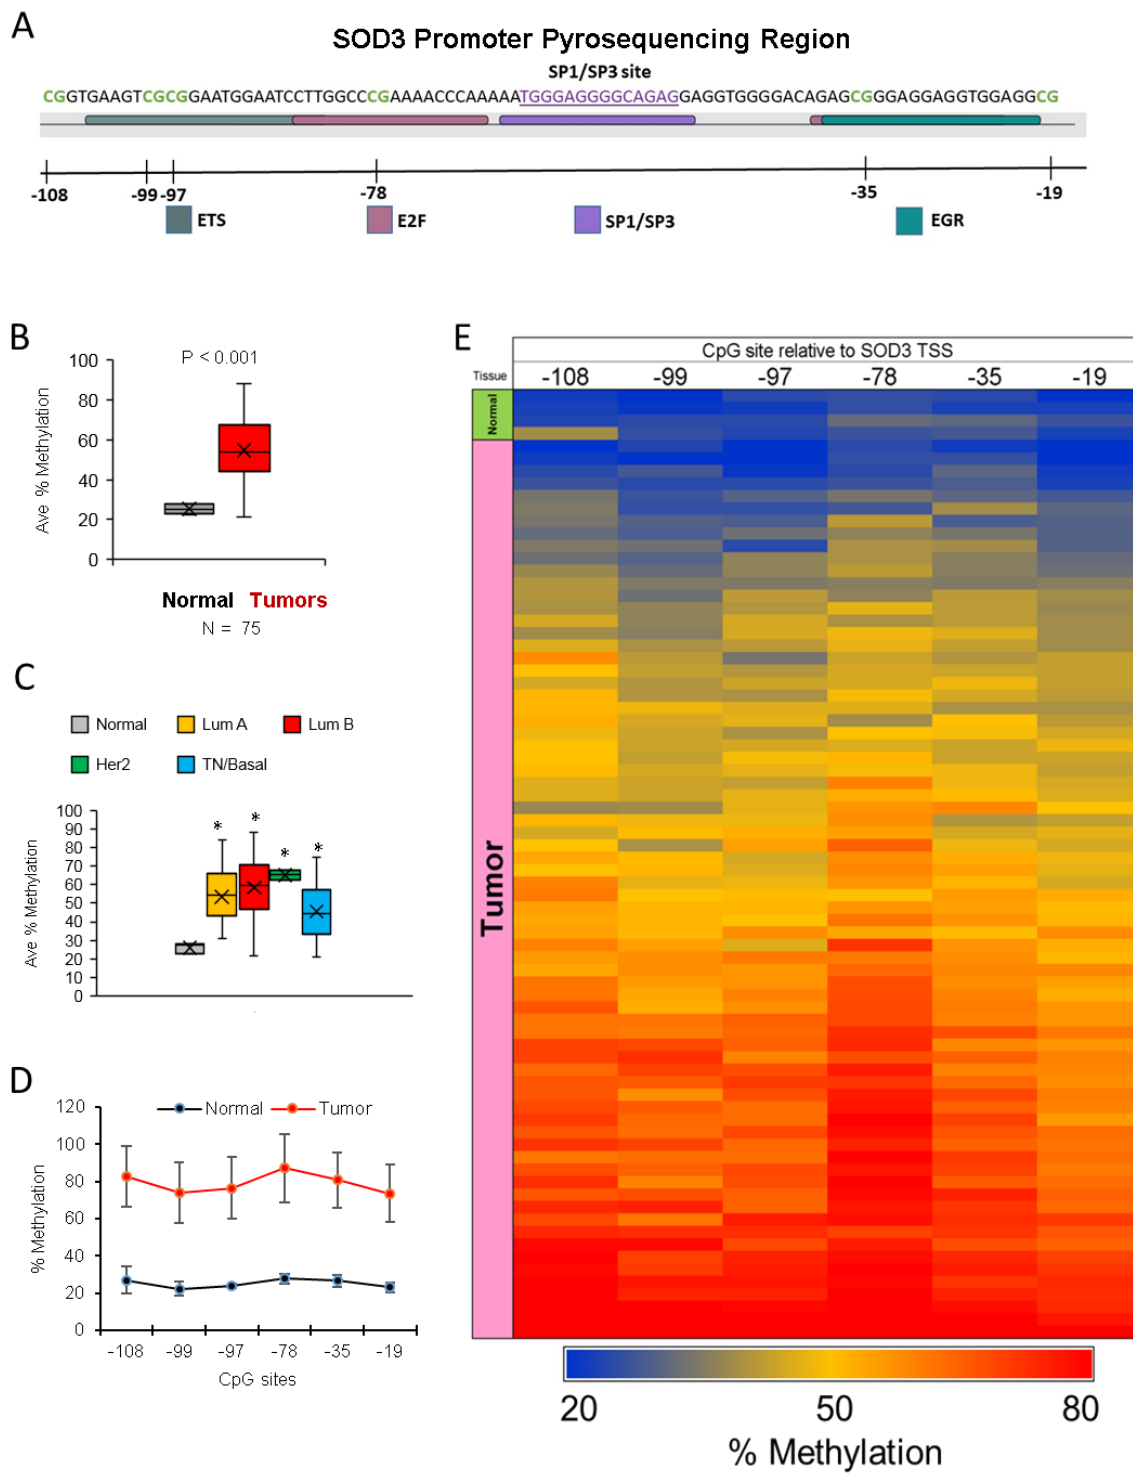 A
SOD3 Promoter Pyrosequencing Region
SP1/SP3 site
CGGTGAAGTCGCGGAATGGAATCCTTGGCCCGAAAACCCAAAAATGGGAGGGGCAGAGGAGGTGGGGACAGAGCGGGAGGAGGTGGAGGCG
-108 -99 -97 -78 -35 -19
ETS E2F SP1/SP3 EGR
B
P < 0.001
100
80
60
40
20
0
Ave % Methylation
Normal Tumors
N = 75
C
Normal Lum A Lum B
Her2 TN/Basal
100
90
80
70
60
50
40
30
20
10
0
Ave % Methylation
* * * *
D
Normal Tumor
120
100
80
60
40
20
0
% Methylation
-108 -99 -97 -78 -35 -19
CpG sites
E
CpG site relative to SOD3 TSS
Tissue -108 -99 -97 -78 -35 -19
Normal
Tumor
20 50 80
% Methylation